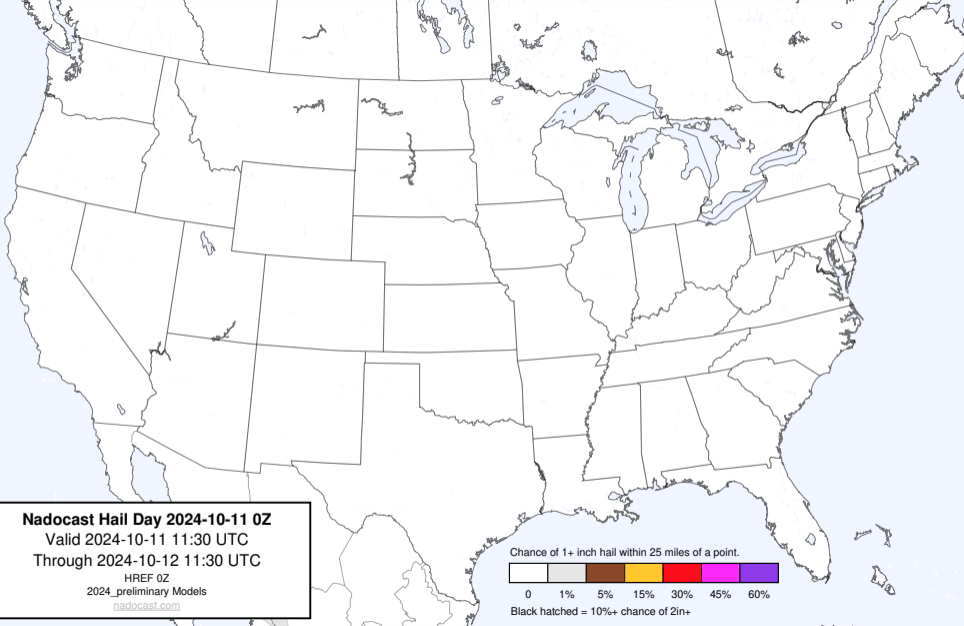 Nadocast Hail Day 2024-10-11 0Z
Valid 2024-10-11 11:30 UTC
Through 2024-10-12 11:30 UTC
HREF 0Z
2024_preliminary Models
nadocast.com
Chance of 1+ inch hail within 25 miles of a point.
0 1% 5% 15% 30% 45% 60%
Black hatched = 10%+ chance of 2in+